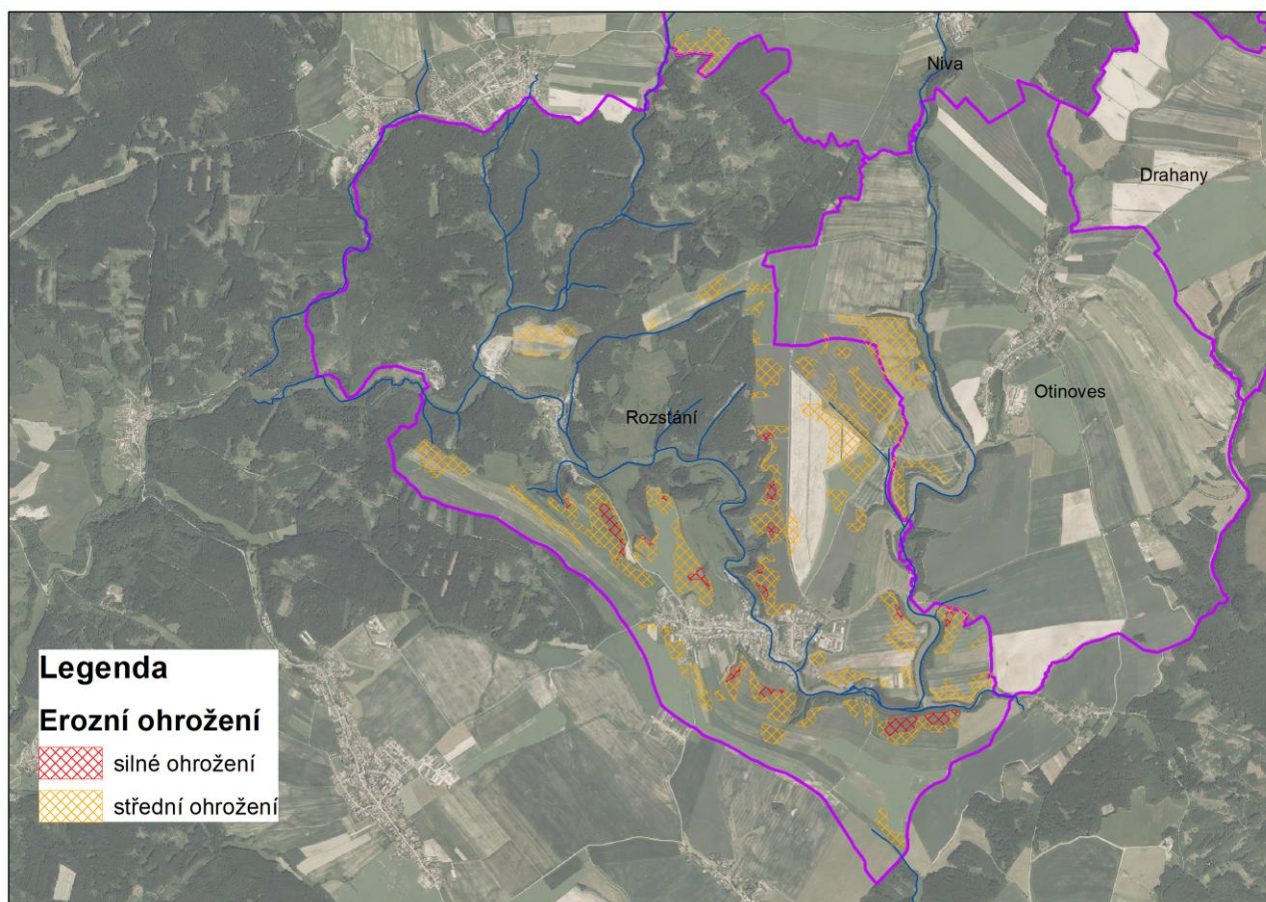 Niva
Drahany
Otinoves
Rozstání
Legenda
Erozní ohrožení
silné ohrožení
střední ohrožení